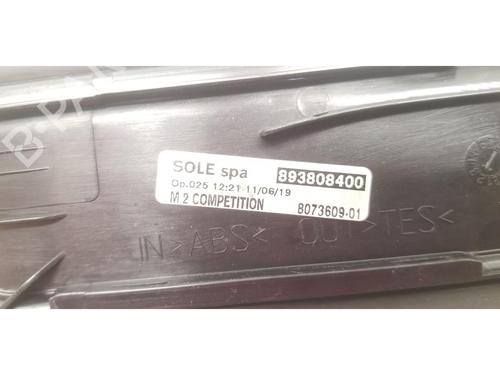 SOLE spa 893808400
Op.025 12:21 11/06/19
M 2 COMPETITION 8073609-01
IN >ABS< OUT >TES<